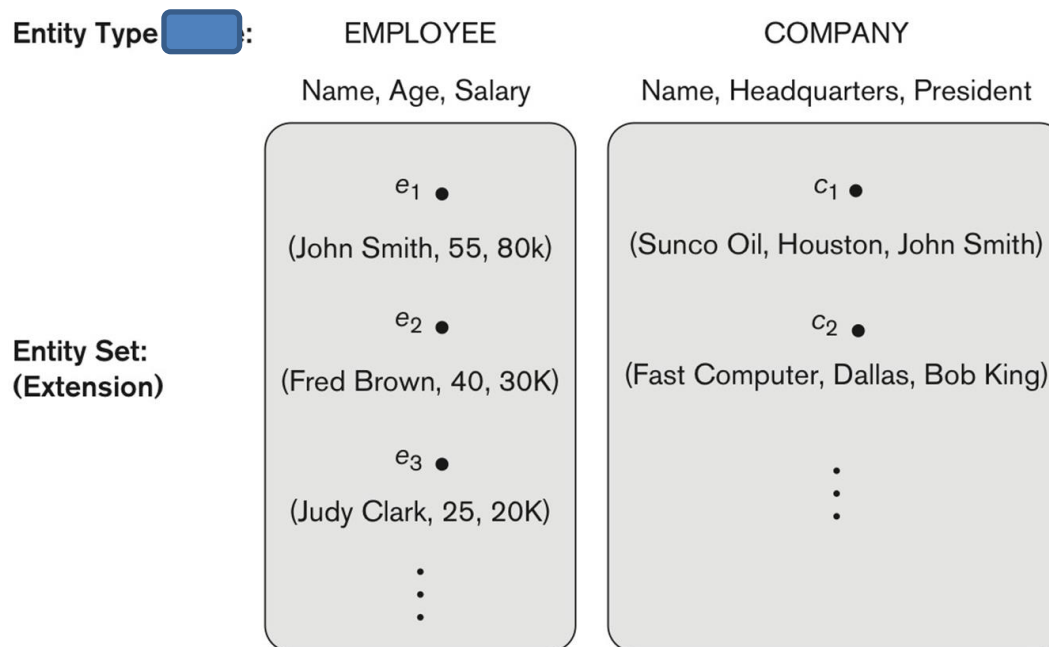 Entity Type : EMPLOYEE COMPANY
Name, Age, Salary Name, Headquarters, President
e1 c1
(John Smith, 55, 80k) (Sunco Oil, Houston, John Smith)
e2 c2
Entity Set:
(Extension)
(Fred Brown, 40, 30K) (Fast Computer, Dallas, Bob King)
e3
(Judy Clark, 25, 20K)